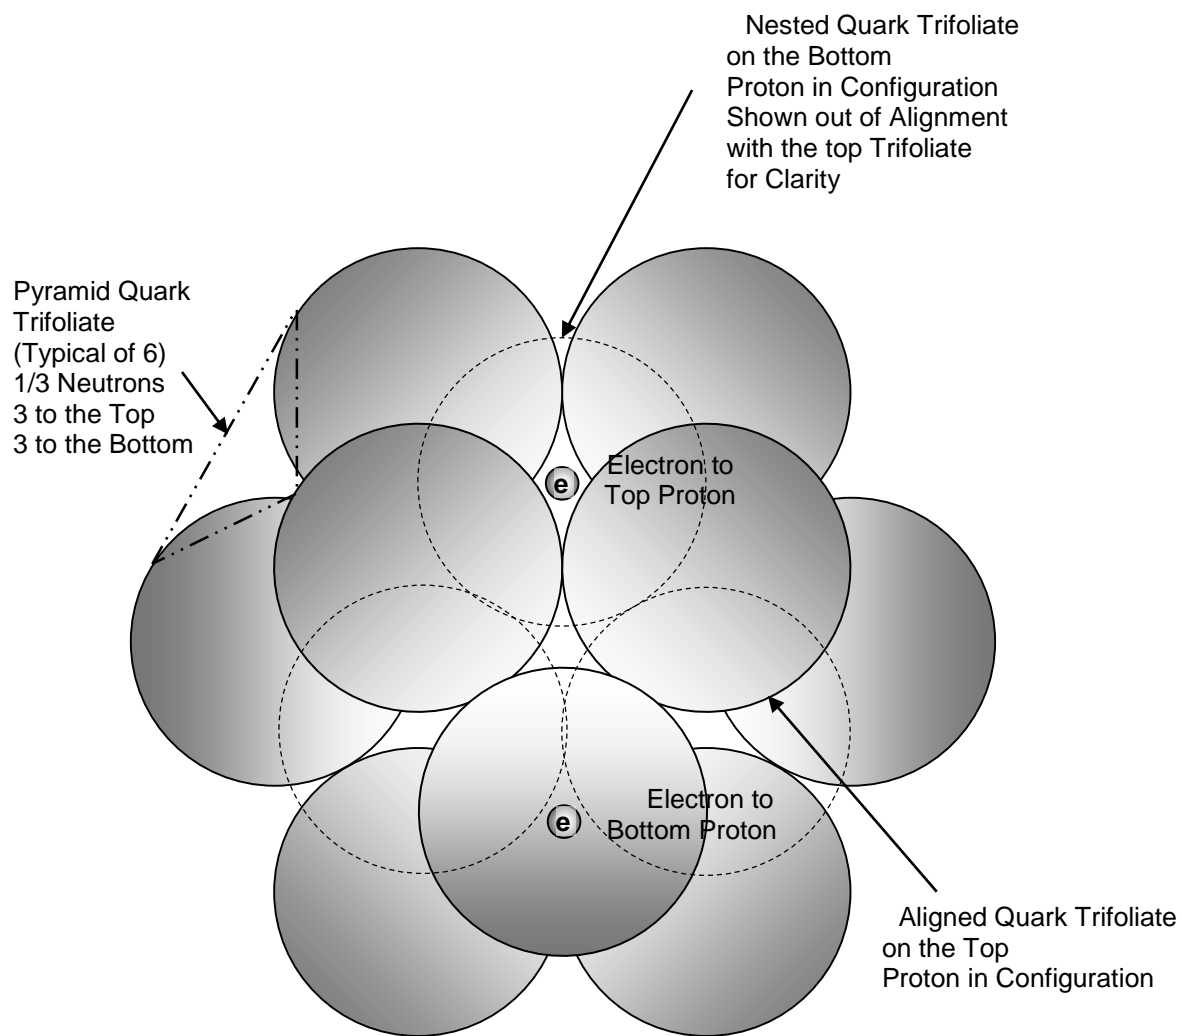 Nested Quark Trifoliate
on the Bottom
Proton in Configuration
Shown out of Alignment
with the top Trifoliate
for Clarity
Pyramid Quark
Trifoliate
(Typical of 6)
1/3 Neutrons
3 to the Top
3 to the Bottom
e
Electron to
Top Proton
e
Electron to
Bottom Proton
Aligned Quark Trifoliate
on the Top
Proton in Configuration